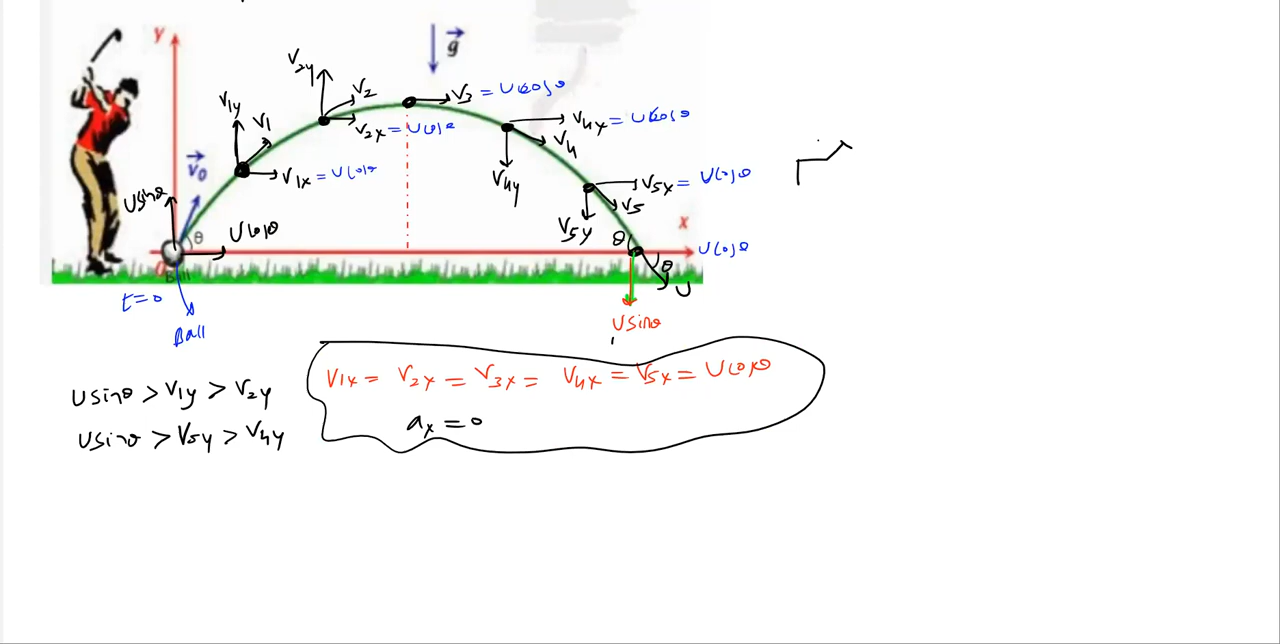 y
g
V2y
V2
V3 = Ucosθ
V1y
V1
V2x = Ucosθ
V4x = Ucosθ
V4
V0
V1x = Ucosθ
V4y
V5x = Ucosθ
V5
Usinθ
V5y
x
θ
Ucosθ
θ
Ucosθ
0
Ball
θ
t=0
U
Ball
Usinθ
V1x = V2x = V3x = V4x = V5x = Ucosθ
Usinθ > V1y > V2y
ax = 0
Usinθ > V5y > V4y